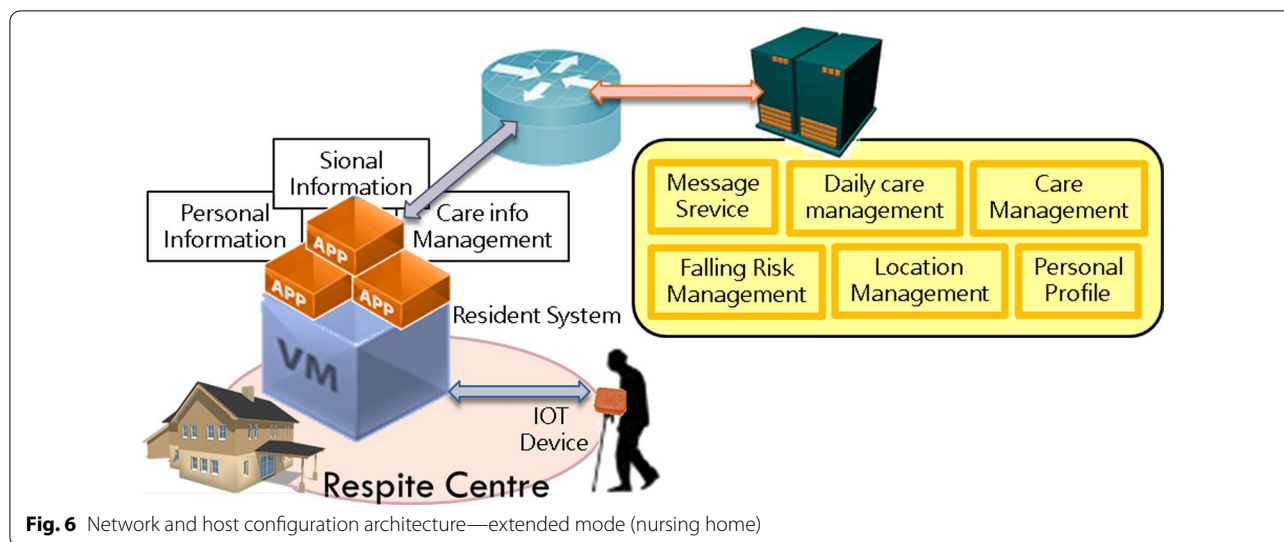 Sional
Information
Personal
Information
Care info
Management
APP
APP
APP
VM
Resident System
IOT
Device
Respite Centre
Message
Srevice
Daily care
management
Care
Management
Falling Risk
Management
Location
Management
Personal
Profile
Fig. 6 Network and host configuration architecture—extended mode (nursing home)